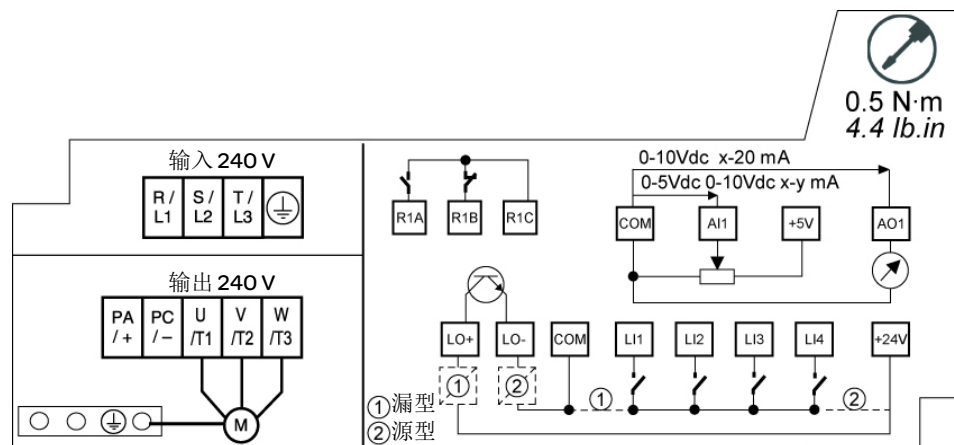 0.5 N·m
4.4 lb.in
输入 240 V
R / L1
S / L2
T / L3
输出 240 V
PA / +
PC / −
U /T1
V /T2
W /T3
M
R1A
R1B
R1C
0-10Vdc x-20 mA
0-5Vdc 0-10Vdc x-y mA
COM
AI1
+5V
AO1
LO+
LO-
COM
LI1
LI2
LI3
LI4
+24V
①
②
①
②
①漏型
②源型